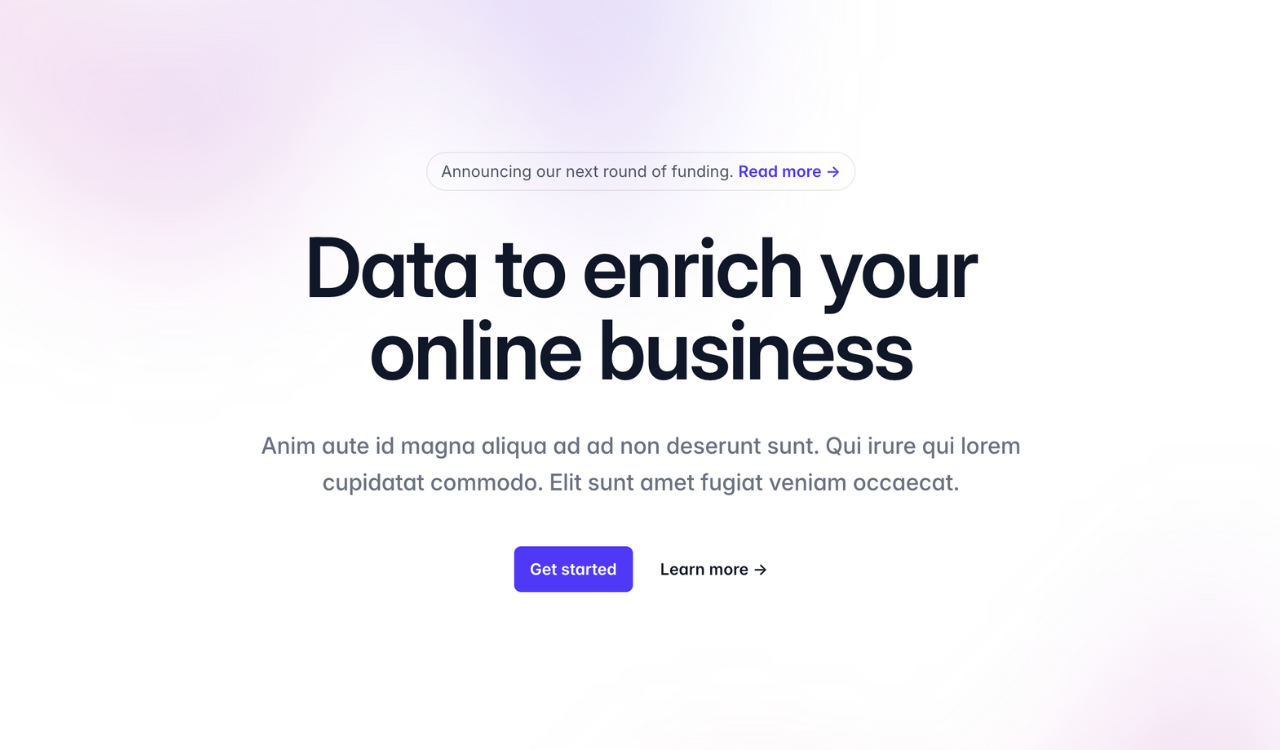 Announcing our next round of funding. Read more →
Data to enrich your
online business
Anim aute id magna aliqua ad ad non deserunt sunt. Qui irure qui lorem
cupidatat commodo. Elit sunt amet fugiat veniam occaecat.
Get started
Learn more →